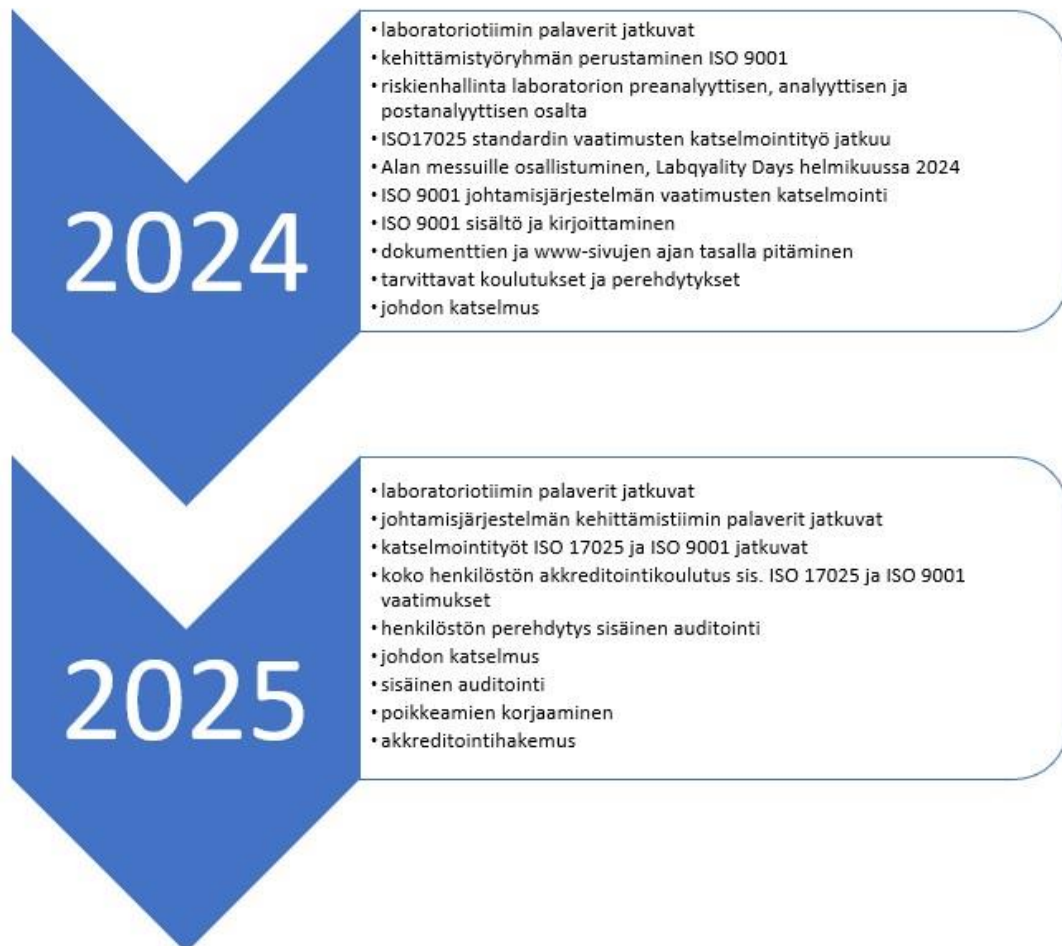 2024
• laboratoriotiimin palaverit jatkuvat
• kehittämistyöryhmän perustaminen ISO 9001
• riskienhallinta laboratorion preanalyyttisen, analyyttisen ja
postanalyyttisen osalta
• ISO17025 standardin vaatimusten katselmointityö jatkuu
• Alan messuille osallistuminen, Labqyality Days helmikuussa 2024
• ISO 9001 johtamisjärjestelmän vaatimusten katselmointi
• ISO 9001 sisältö ja kirjoittaminen
• dokumenttien ja www-sivujen ajan tasalla pitäminen
• tarvittavat koulutukset ja perehdytykset
• johdon katselmus
2025
• laboratoriotiimin palaverit jatkuvat
• johtamisjärjestelmän kehittämistiimin palaverit jatkuvat
• katselmointityöt ISO 17025 ja ISO 9001 jatkuvat
• koko henkilöstön akkreditointikoulutus sis. ISO 17025 ja ISO 9001
vaatimukset
• henkilöstön perehdytys sisäinen auditointi
• johdon katselmus
• sisäinen auditointi
• poikkeamien korjaaminen
• akkreditointihakemus